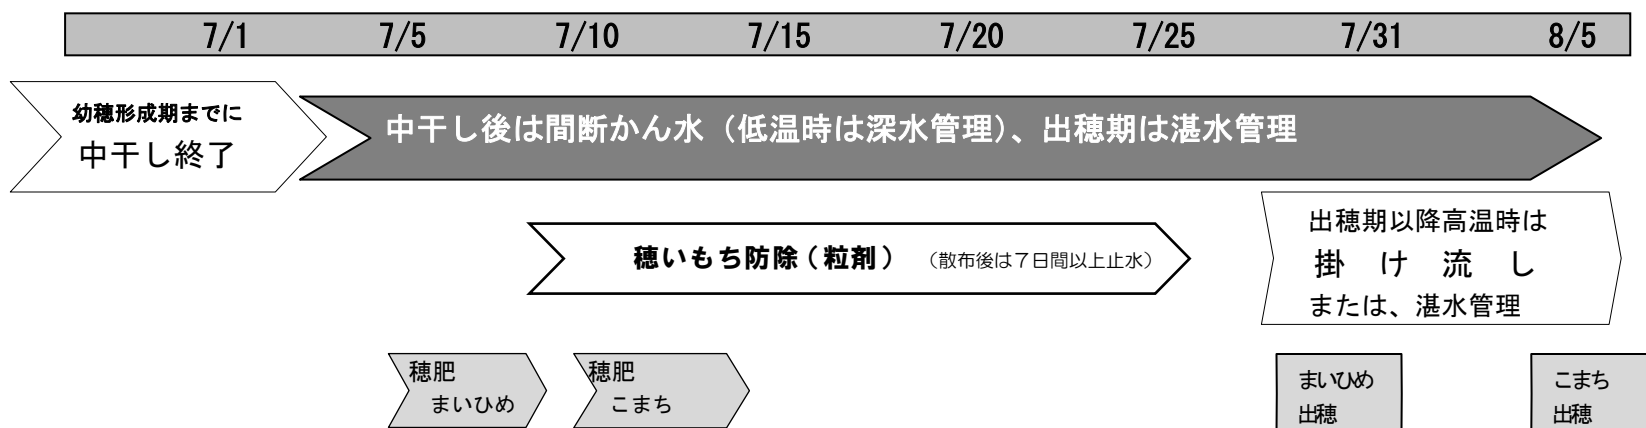 7/1 7/5 7/10 7/15 7/20 7/25 7/31 8/5
幼穂形成期までに
中干し終了
中干し後は間断かん水（低温時は深水管理）、出穂期は湛水管理
穂いもち防除（粒剤）　（散布後は７日間以上止水）
出穂期以降高温時は
掛　け　流　し
または、湛水管理
穂肥
まいひめ
穂肥
こまち
まいひめ
出穂
こまち
出穂